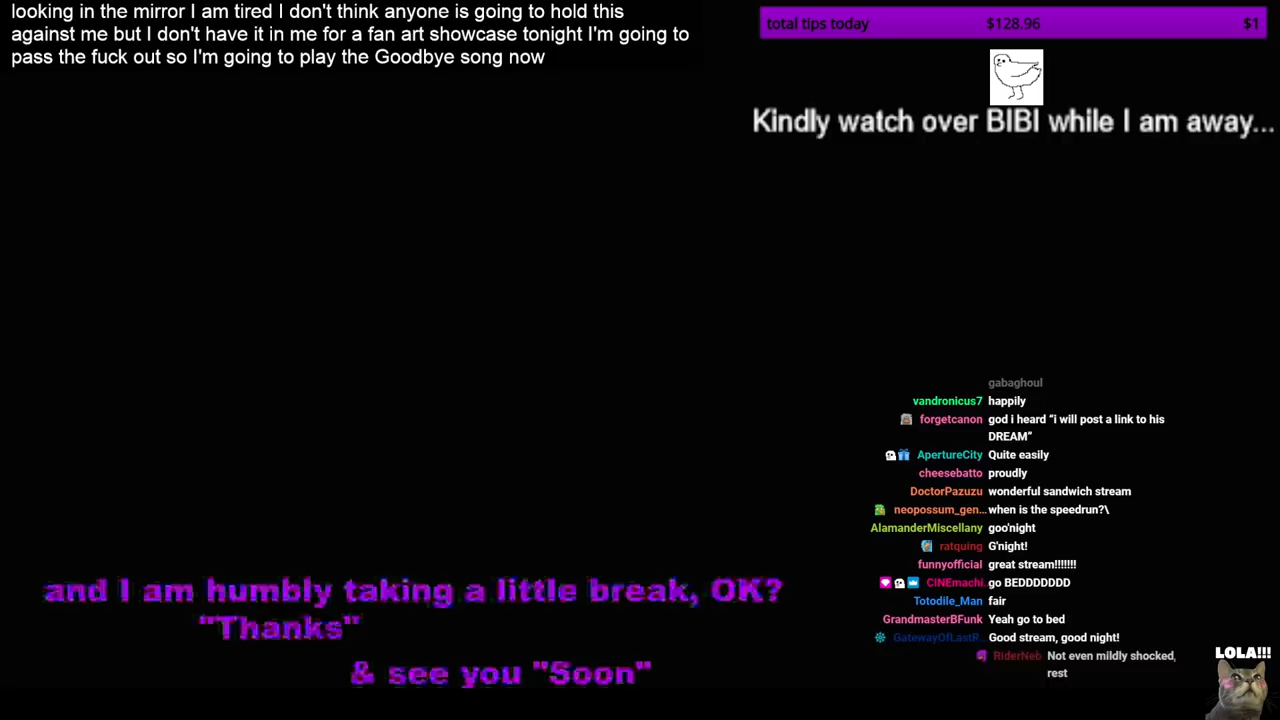 looking in the mirror I am tired I don't think anyone is going to hold this
against me but I don't have it in me for a fan art showcase tonight I'm going to
pass the fuck out so I'm going to play the Goodbye song now
total tips today $128.96 $1
Kindly watch over BIBI while I am away...
gabaghoul
vandronicus7 happily
forgetcanon god i heard “i will post a link to his
DREAM”
ApertureCity Quite easily
cheesebatto proudly
DoctorPazuzu wonderful sandwich stream
neopossum_gen... when is the speedrun?\
AlamanderMiscellany goo'night
ratquing G'night!
funnyofficial great stream!!!!!!!
CINEmachi... go BEDDDDDDD
Totodile_Man fair
GrandmasterBFunk Yeah go to bed
GatewayOfLastR... Good stream, good night!
RiderNeb Not even mildly shocked,
rest
and I am humbly taking a little break, OK?
"Thanks"
& see you "Soon"
LOLA!!!